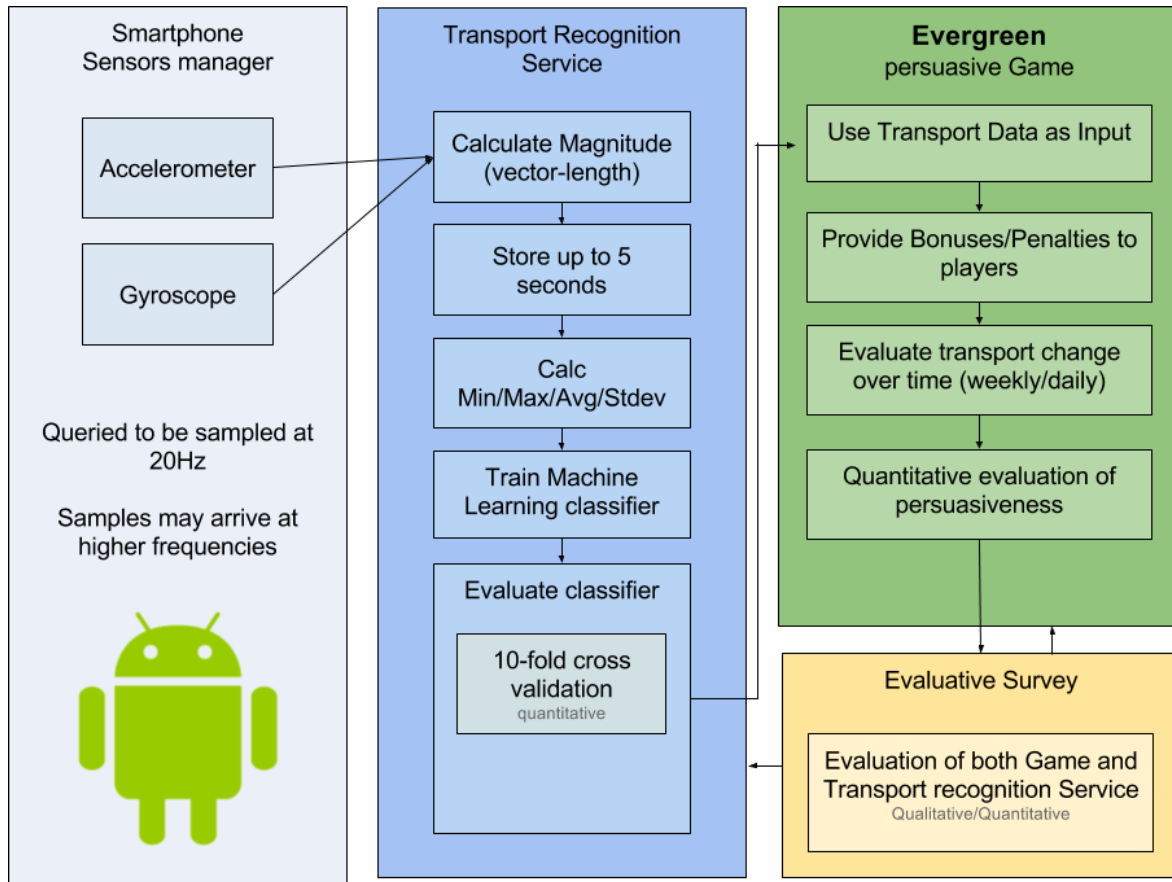 Smartphone
Sensors manager
Accelerometer
Gyroscope
Queried to be sampled at
20Hz
Samples may arrive at
higher frequencies
Transport Recognition
Service
Calculate Magnitude
(vector-length)
Store up to 5
seconds
Calc
Min/Max/Avg/Stdev
Train Machine
Learning classifier
Evaluate classifier
10-fold cross
validation
quantitative
Evergreen
persuasive Game
Use Transport Data as Input
Provide Bonuses/Penalties to
players
Evaluate transport change
over time (weekly/daily)
Quantitative evaluation of
persuasiveness
Evaluative Survey
Evaluation of both Game and
Transport recognition Service
Qualitative/Quantitative